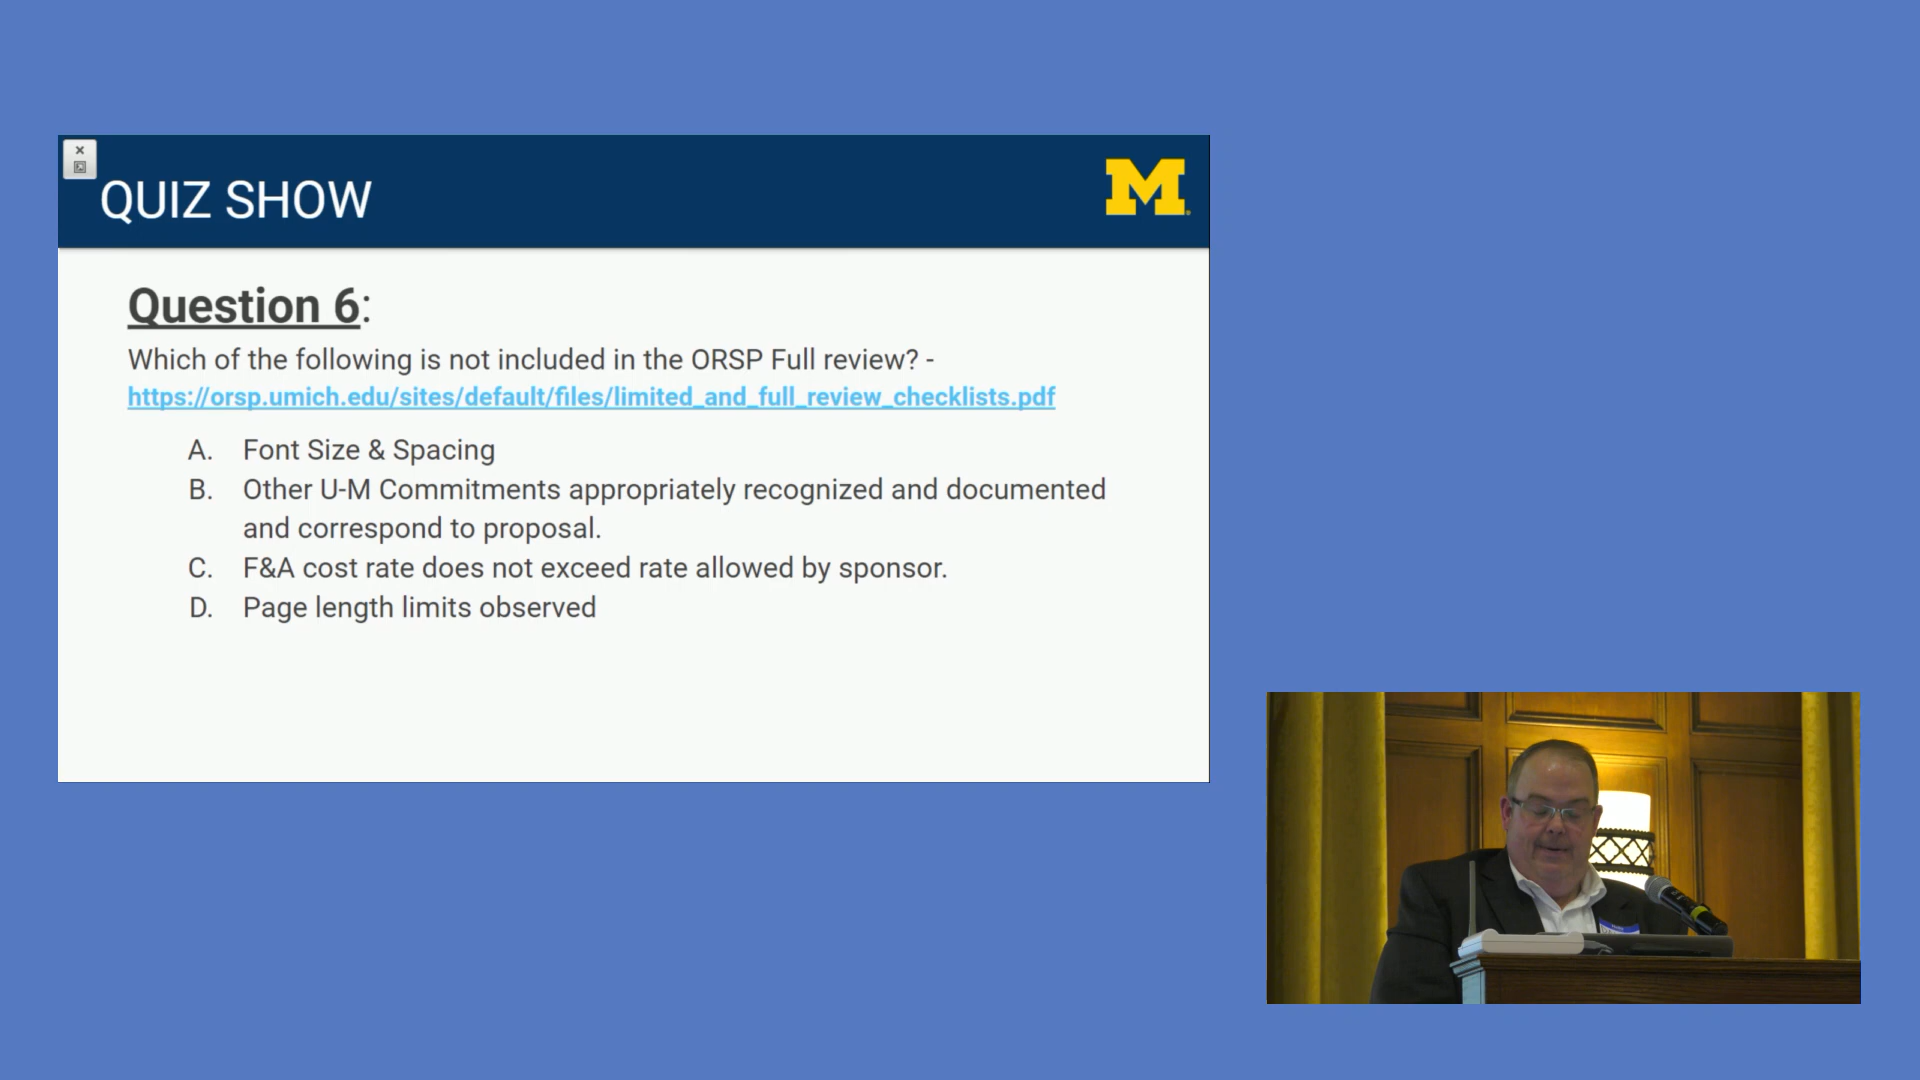 QUIZ SHOW
M
Question 6:
Which of the following is not included in the ORSP Full review? -
https://orsp.umich.edu/sites/default/files/limited_and_full_review_checklists.pdf
A. Font Size & Spacing
B. Other U-M Commitments appropriately recognized and documented
and correspond to proposal.
C. F&A cost rate does not exceed rate allowed by sponsor.
D. Page length limits observed